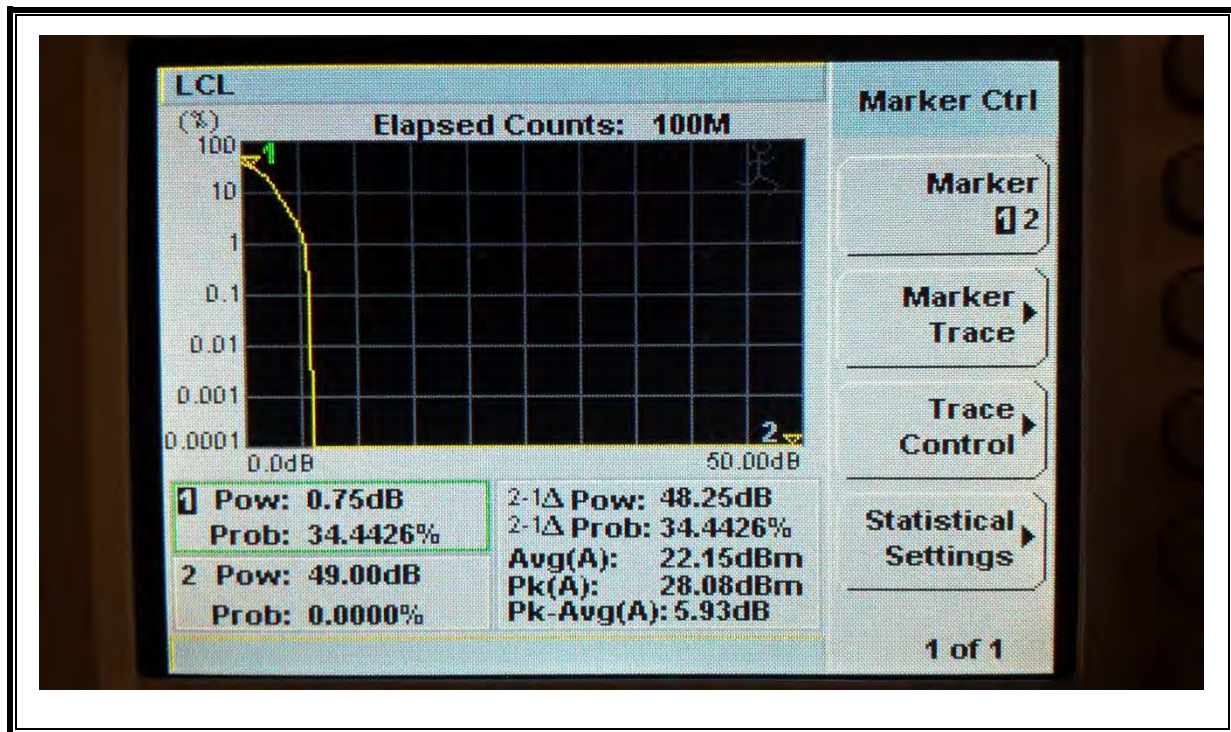 LCL
(%)
Elapsed Counts: 100M
100
10
1
0.1
0.01
0.001
0.0001
1
2
0.0dB
50.00dB
1 Pow: 0.75dB
Prob: 34.4426%
2 Pow: 49.00dB
Prob: 0.0000%
2-1Δ Pow: 48.25dB
2-1Δ Prob: 34.4426%
Avg(A): 22.15dBm
Pk(A): 28.08dBm
Pk-Avg(A): 5.93dB
Marker Ctrl
Marker
1 2
Marker
Trace
Trace
Control
Statistical
Settings
1 of 1